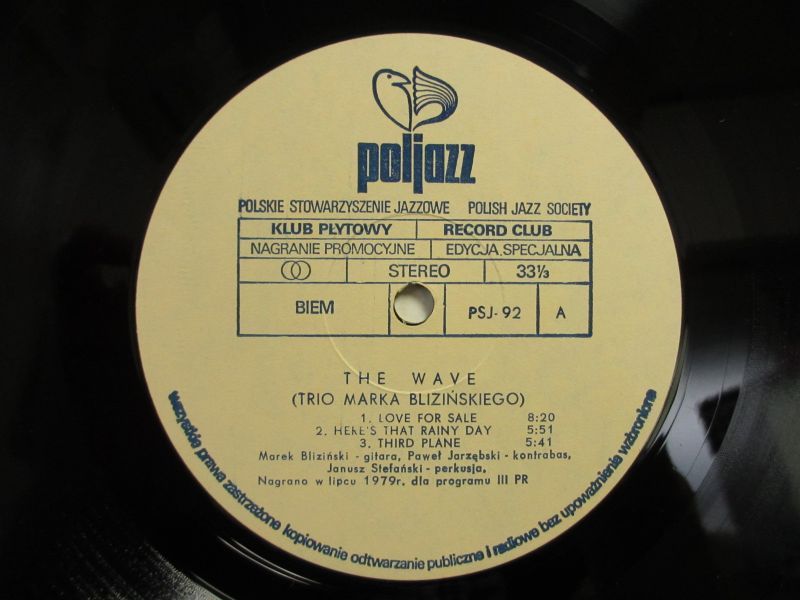 poljazz
POLSKIE STOWARZYSZENIE JAZZOWE POLISH JAZZ SOCIETY
KLUB PŁYTOWY RECORD CLUB
NAGRANIE PROMOCYJNE EDYCJA SPECJALNA
STEREO 33⅓
BIEM PSJ-92 A
THE WAVE
(TRIO MARKA BLIZIŃSKIEGO)
1. LOVE FOR SALE 8:20
2. HERE'S THAT RAINY DAY 5:51
3. THIRD PLANE 5:41
Marek Bliziński - gitara, Paweł Jarzębski - kontrabas,
Janusz Stefański - perkusja.
Nagrano w lipcu 1979r. dla programu III PR
wszystkie prawa zastrzeżone kopiowanie odtwarzanie publiczne i radiowe bez upoważnienia wzbronione